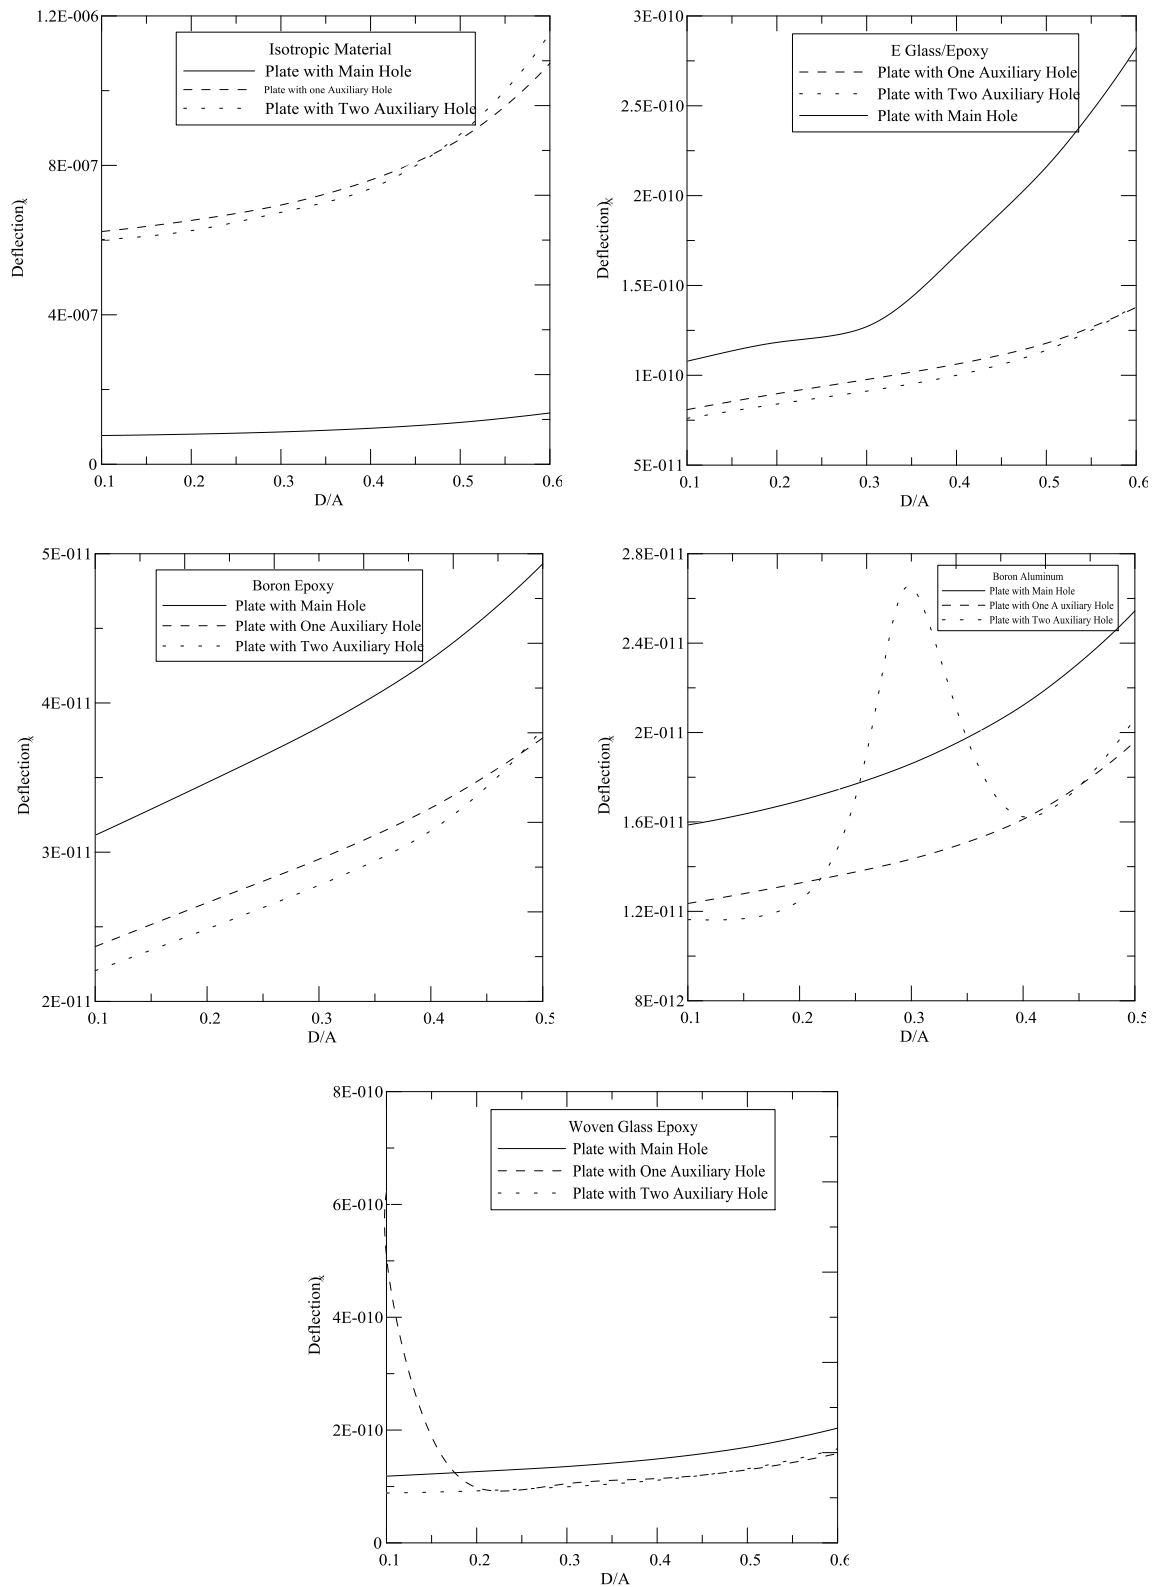 1.2E-006
Isotropic Material
Plate with Main Hole
Plate with one Auxiliary Hole
Plate with Two Auxiliary Hole
8E-007
4E-007
0
Deflection)x
0.1 0.2 0.3 0.4 0.5 0.6
D/A
3E-010
E Glass/Epoxy
Plate with One Auxiliary Hole
Plate with Two Auxiliary Hole
Plate with Main Hole
2.5E-010
2E-010
1.5E-010
1E-010
5E-011
Deflection)x
0.1 0.2 0.3 0.4 0.5 0.6
D/A
5E-011
Boron Epoxy
Plate with Main Hole
Plate with One Auxiliary Hole
Plate with Two Auxiliary Hole
4E-011
3E-011
2E-011
Deflection)x
0.1 0.2 0.3 0.4 0.5
D/A
2.8E-011
Boron Aluminum
Plate with Main Hole
Plate with One A uxiliary Hole
Plate with Two Auxiliary Hole
2.4E-011
2E-011
1.6E-011
1.2E-011
8E-012
Deflection)x
0.1 0.2 0.3 0.4 0.5
D/A
8E-010
Woven Glass Epoxy
Plate with Main Hole
Plate with One Auxiliary Hole
Plate with Two Auxiliary Hole
6E-010
4E-010
2E-010
0
Deflection)x
0.1 0.2 0.3 0.4 0.5 0.6
D/A